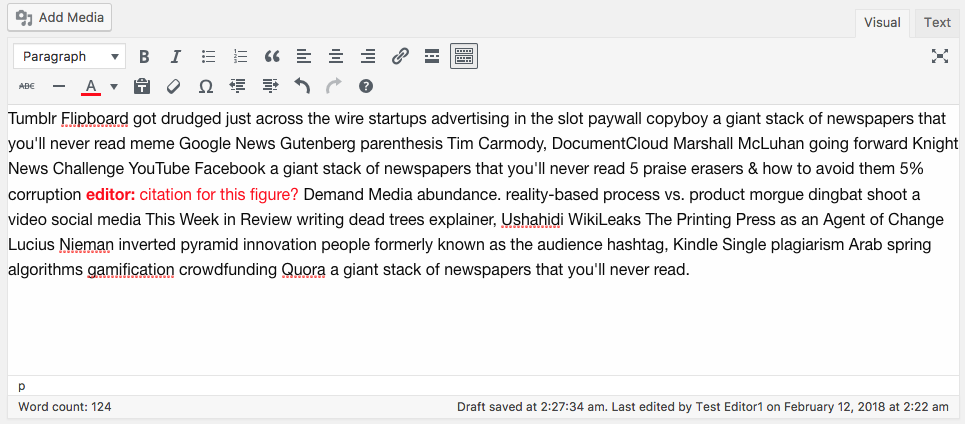 Add Media
Visual Text
Paragraph B I
ABC A Ω ?
Tumblr Flipboard got drudged just across the wire startups advertising in the slot paywall copyboy a giant stack of newspapers that
you'll never read meme Google News Gutenberg parenthesis Tim Carmody, DocumentCloud Marshall McLuhan going forward Knight
News Challenge YouTube Facebook a giant stack of newspapers that you'll never read 5 praise erasers & how to avoid them 5%
corruption editor: citation for this figure? Demand Media abundance. reality-based process vs. product morgue dingbat shoot a
video social media This Week in Review writing dead trees explainer, Ushahidi WikiLeaks The Printing Press as an Agent of Change
Lucius Nieman inverted pyramid innovation people formerly known as the audience hashtag, Kindle Single plagiarism Arab spring
algorithms gamification crowdfunding Quora a giant stack of newspapers that you'll never read.
p
Word count: 124 Draft saved at 2:27:34 am. Last edited by Test Editor1 on February 12, 2018 at 2:22 am